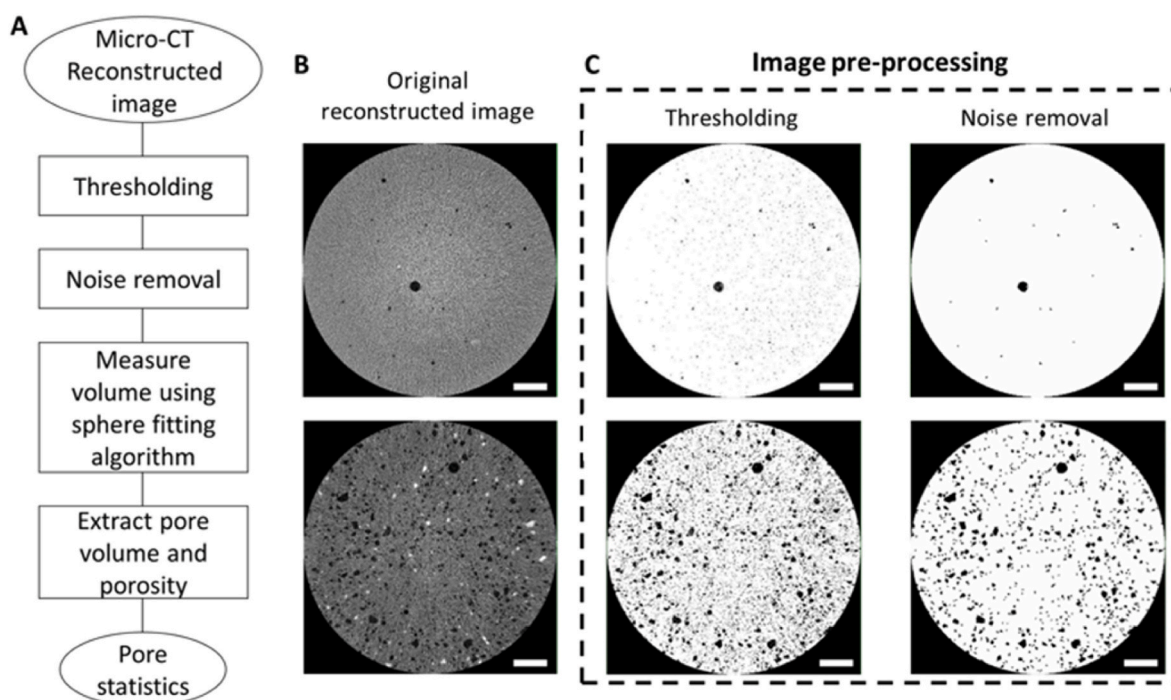 A
Micro-CT
Reconstructed
image
Thresholding
Noise removal
Measure
volume using
sphere fitting
algorithm
Extract pore
volume and
porosity
Pore
statistics
B
Original
reconstructed image
C
Image pre-processing
Thresholding
Noise removal